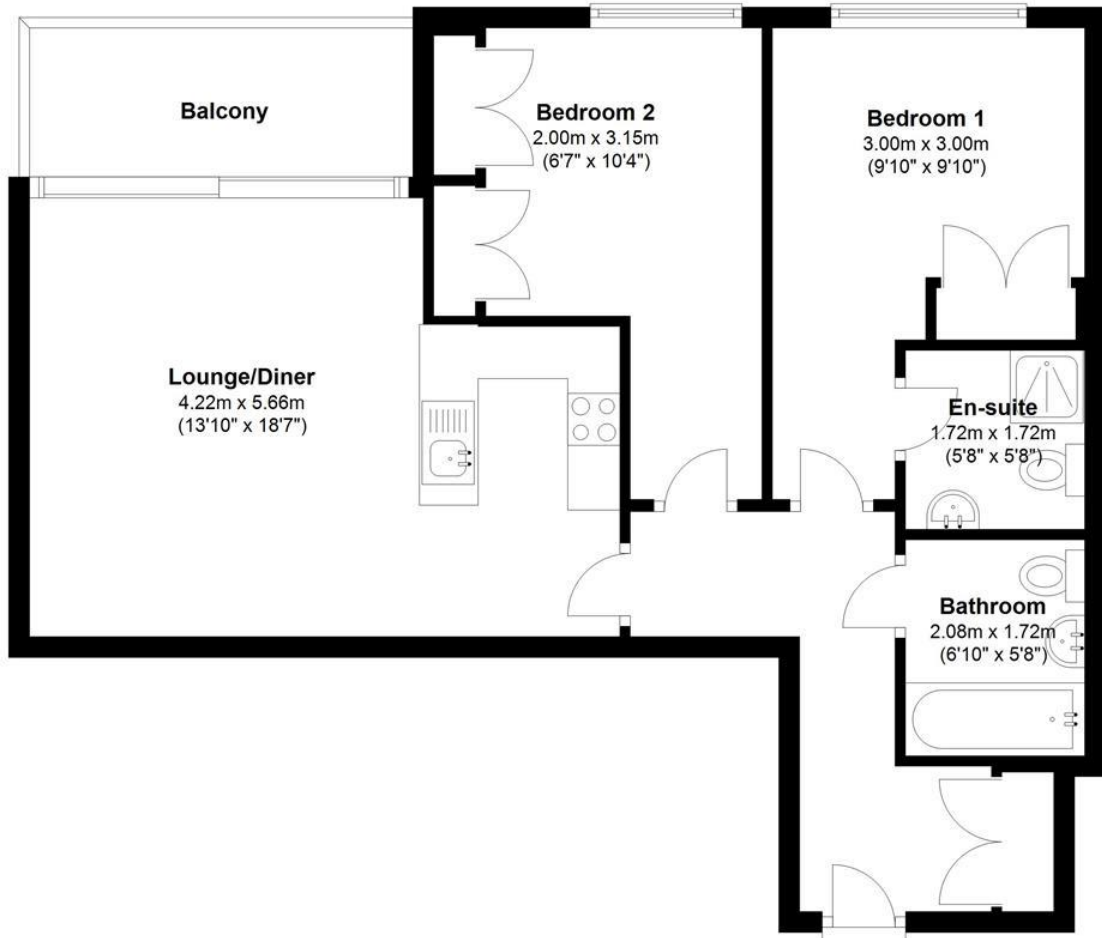 Balcony
Bedroom 2
2.00m x 3.15m
(6'7" x 10'4")
Bedroom 1
3.00m x 3.00m
(9'10" x 9'10")
Lounge/Diner
4.22m x 5.66m
(13'10" x 18'7")
En-suite
1.72m x 1.72m
(5'8" x 5'8")
Bathroom
2.08m x 1.72m
(6'10" x 5'8")